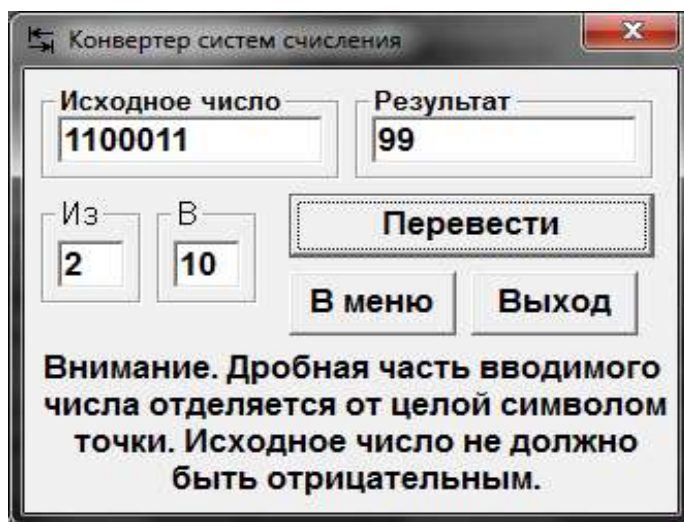 Конвертер систем счисления
Исходное число Результат
1100011 99
Из В Перевести
2 10
В меню Выход
Внимание. Дробная часть вводимого
числа отделяется от целой символом
точки. Исходное число не должно
быть отрицательным.